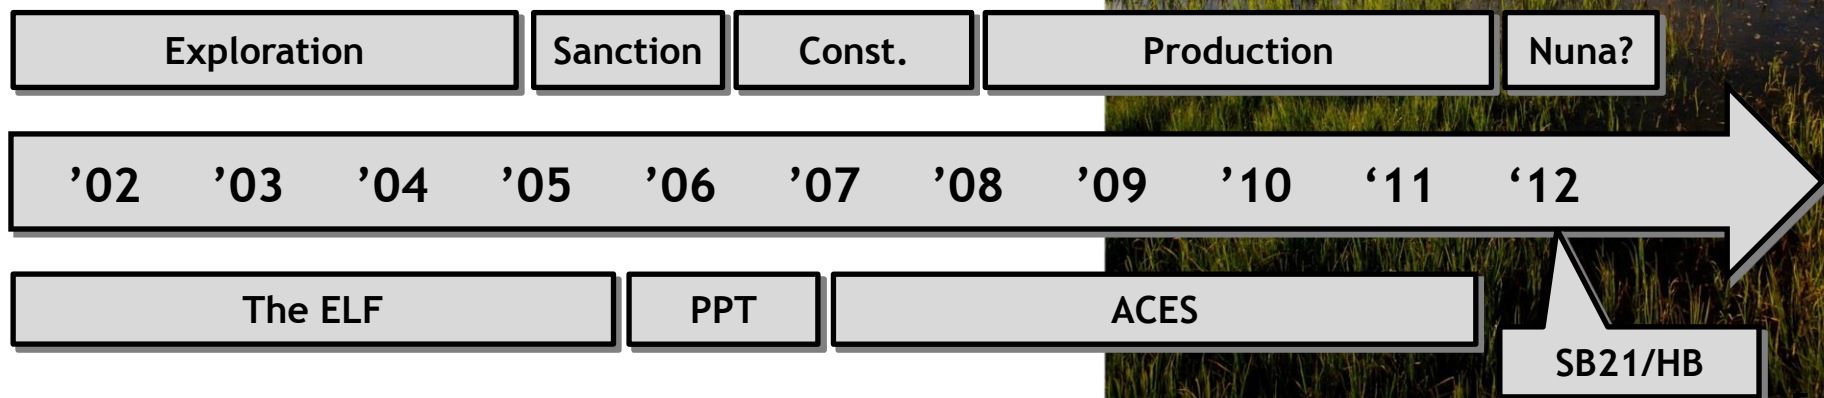 Exploration Sanction Const. Production Nuna?
’02 ’03 ’04 ’05 ’06 ’07 ’08 ’09 ’10 ‘11 ‘12
The ELF PPT ACES
SB21/HB